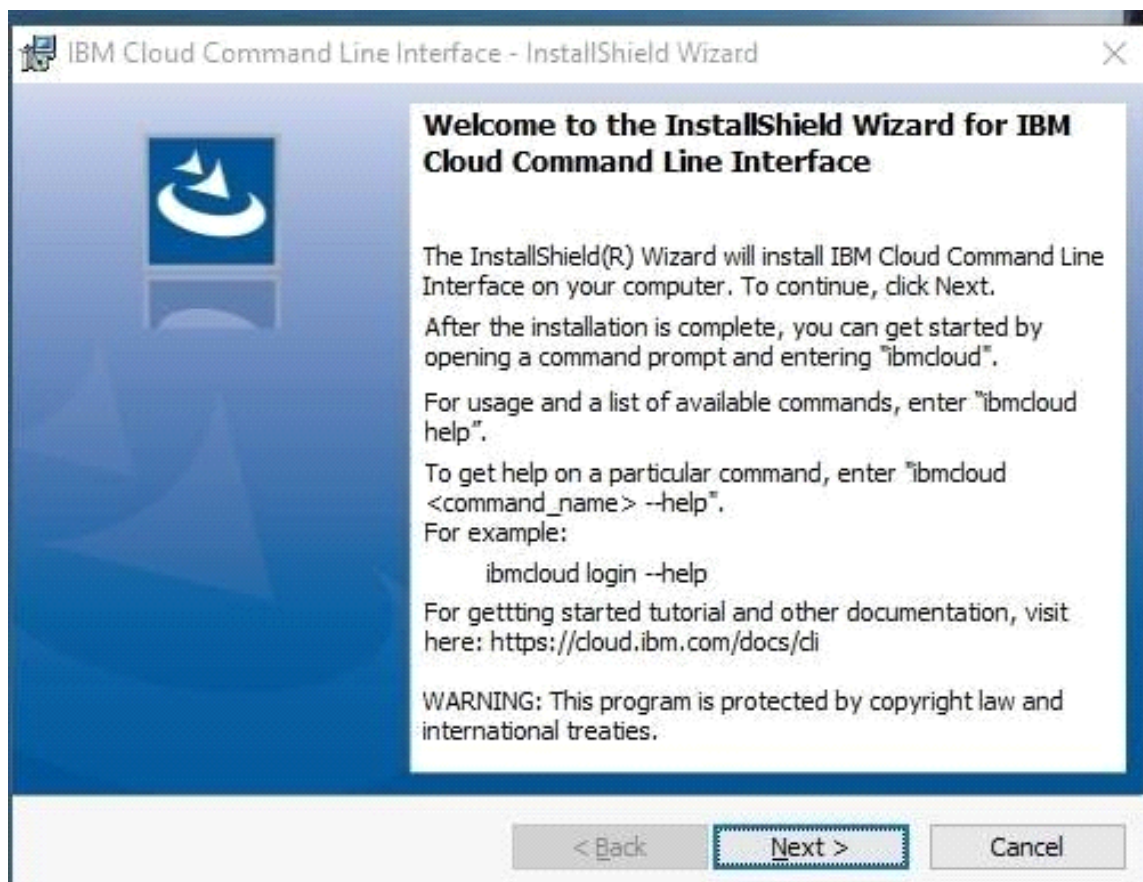 IBM Cloud Command Line Interface - InstallShield Wizard
Welcome to the InstallShield Wizard for IBM
Cloud Command Line Interface
The InstallShield(R) Wizard will install IBM Cloud Command Line
Interface on your computer. To continue, click Next.
After the installation is complete, you can get started by
opening a command prompt and entering "ibmcloud".
For usage and a list of available commands, enter "ibmcloud
help”.
To get help on a particular command, enter "ibmcloud
<command_name> --help".
For example:
ibmcloud login --help
For gettting started tutorial and other documentation, visit
here: https://cloud.ibm.com/docs/cli
WARNING: This program is protected by copyright law and
international treaties.
< Back
Next >
Cancel